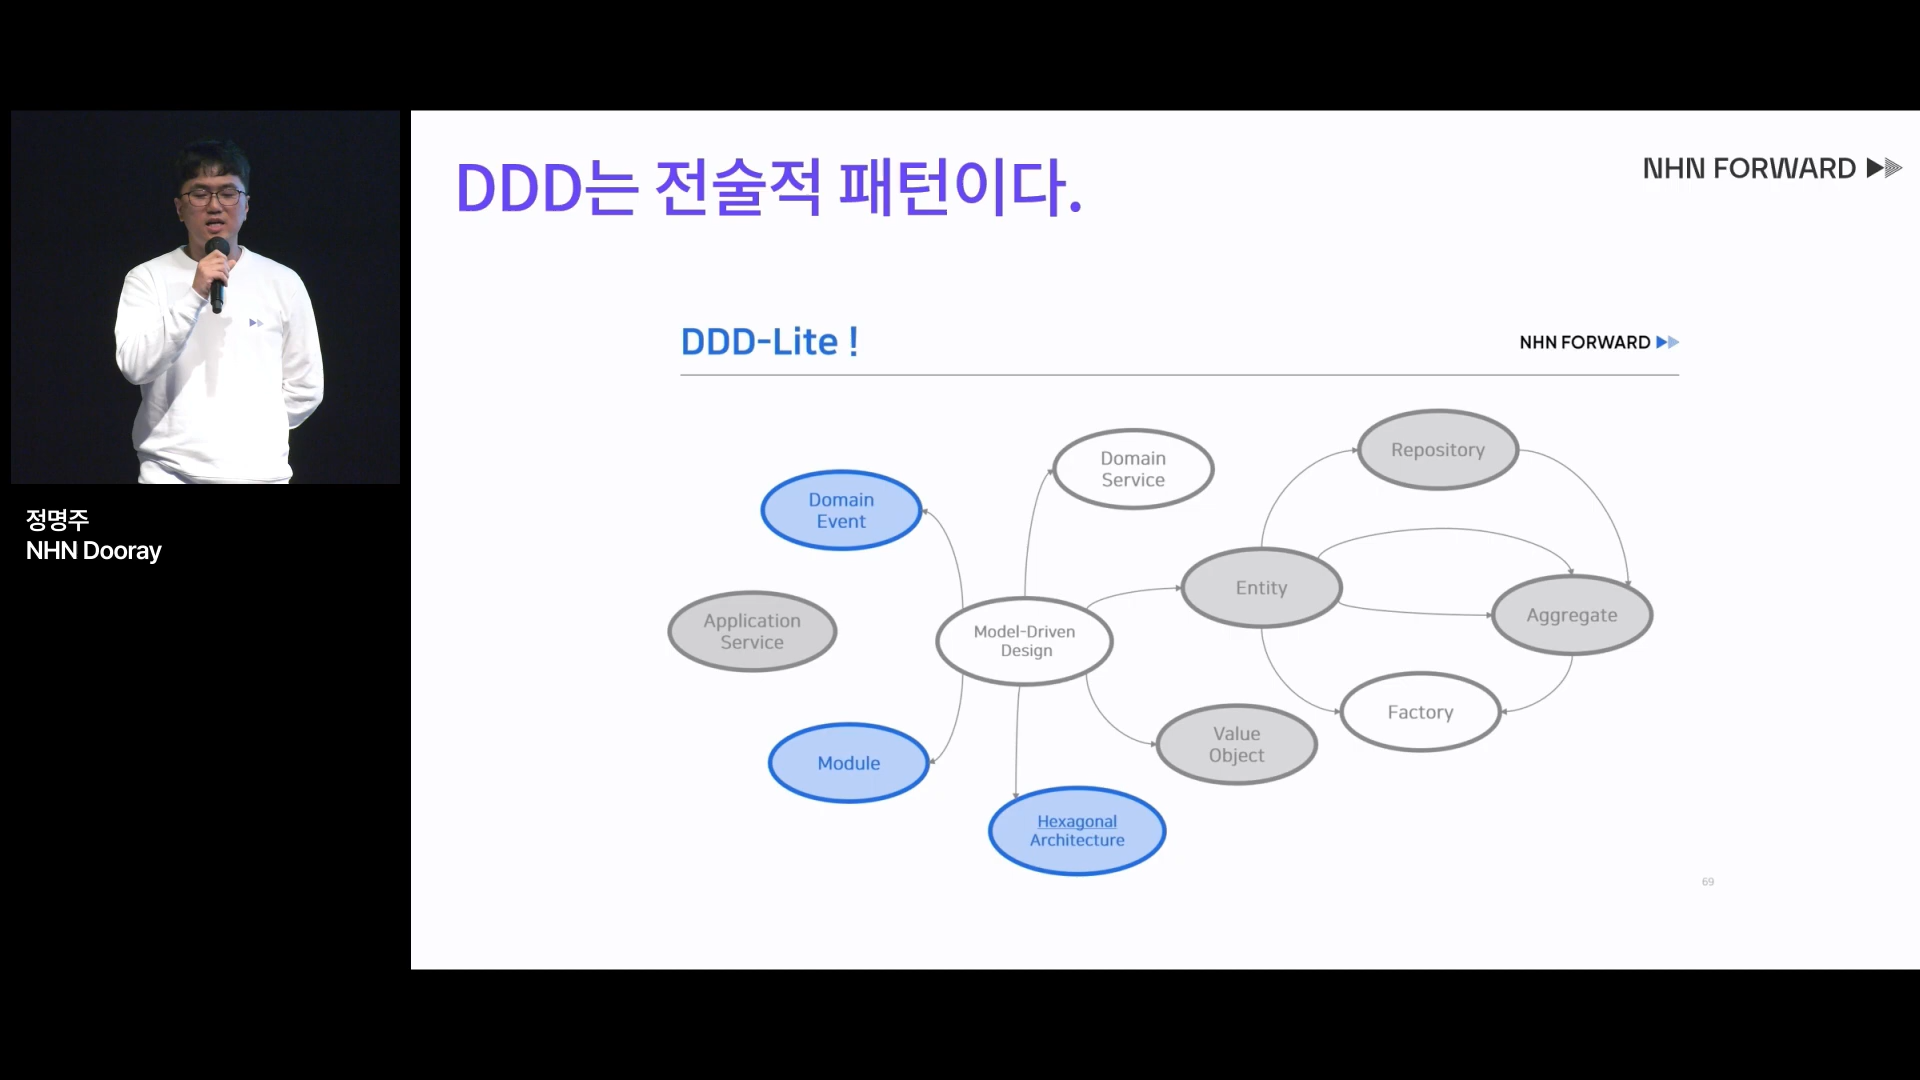 정명주
NHN Dooray
DDD는 전술적 패턴이다.
NHN FORWARD
DDD-Lite !
NHN FORWARD
Repository
Domain
Service
Domain
Event
Entity
Aggregate
Application
Service
Model-Driven
Design
Factory
Value
Object
Module
Hexagonal
Architecture
69